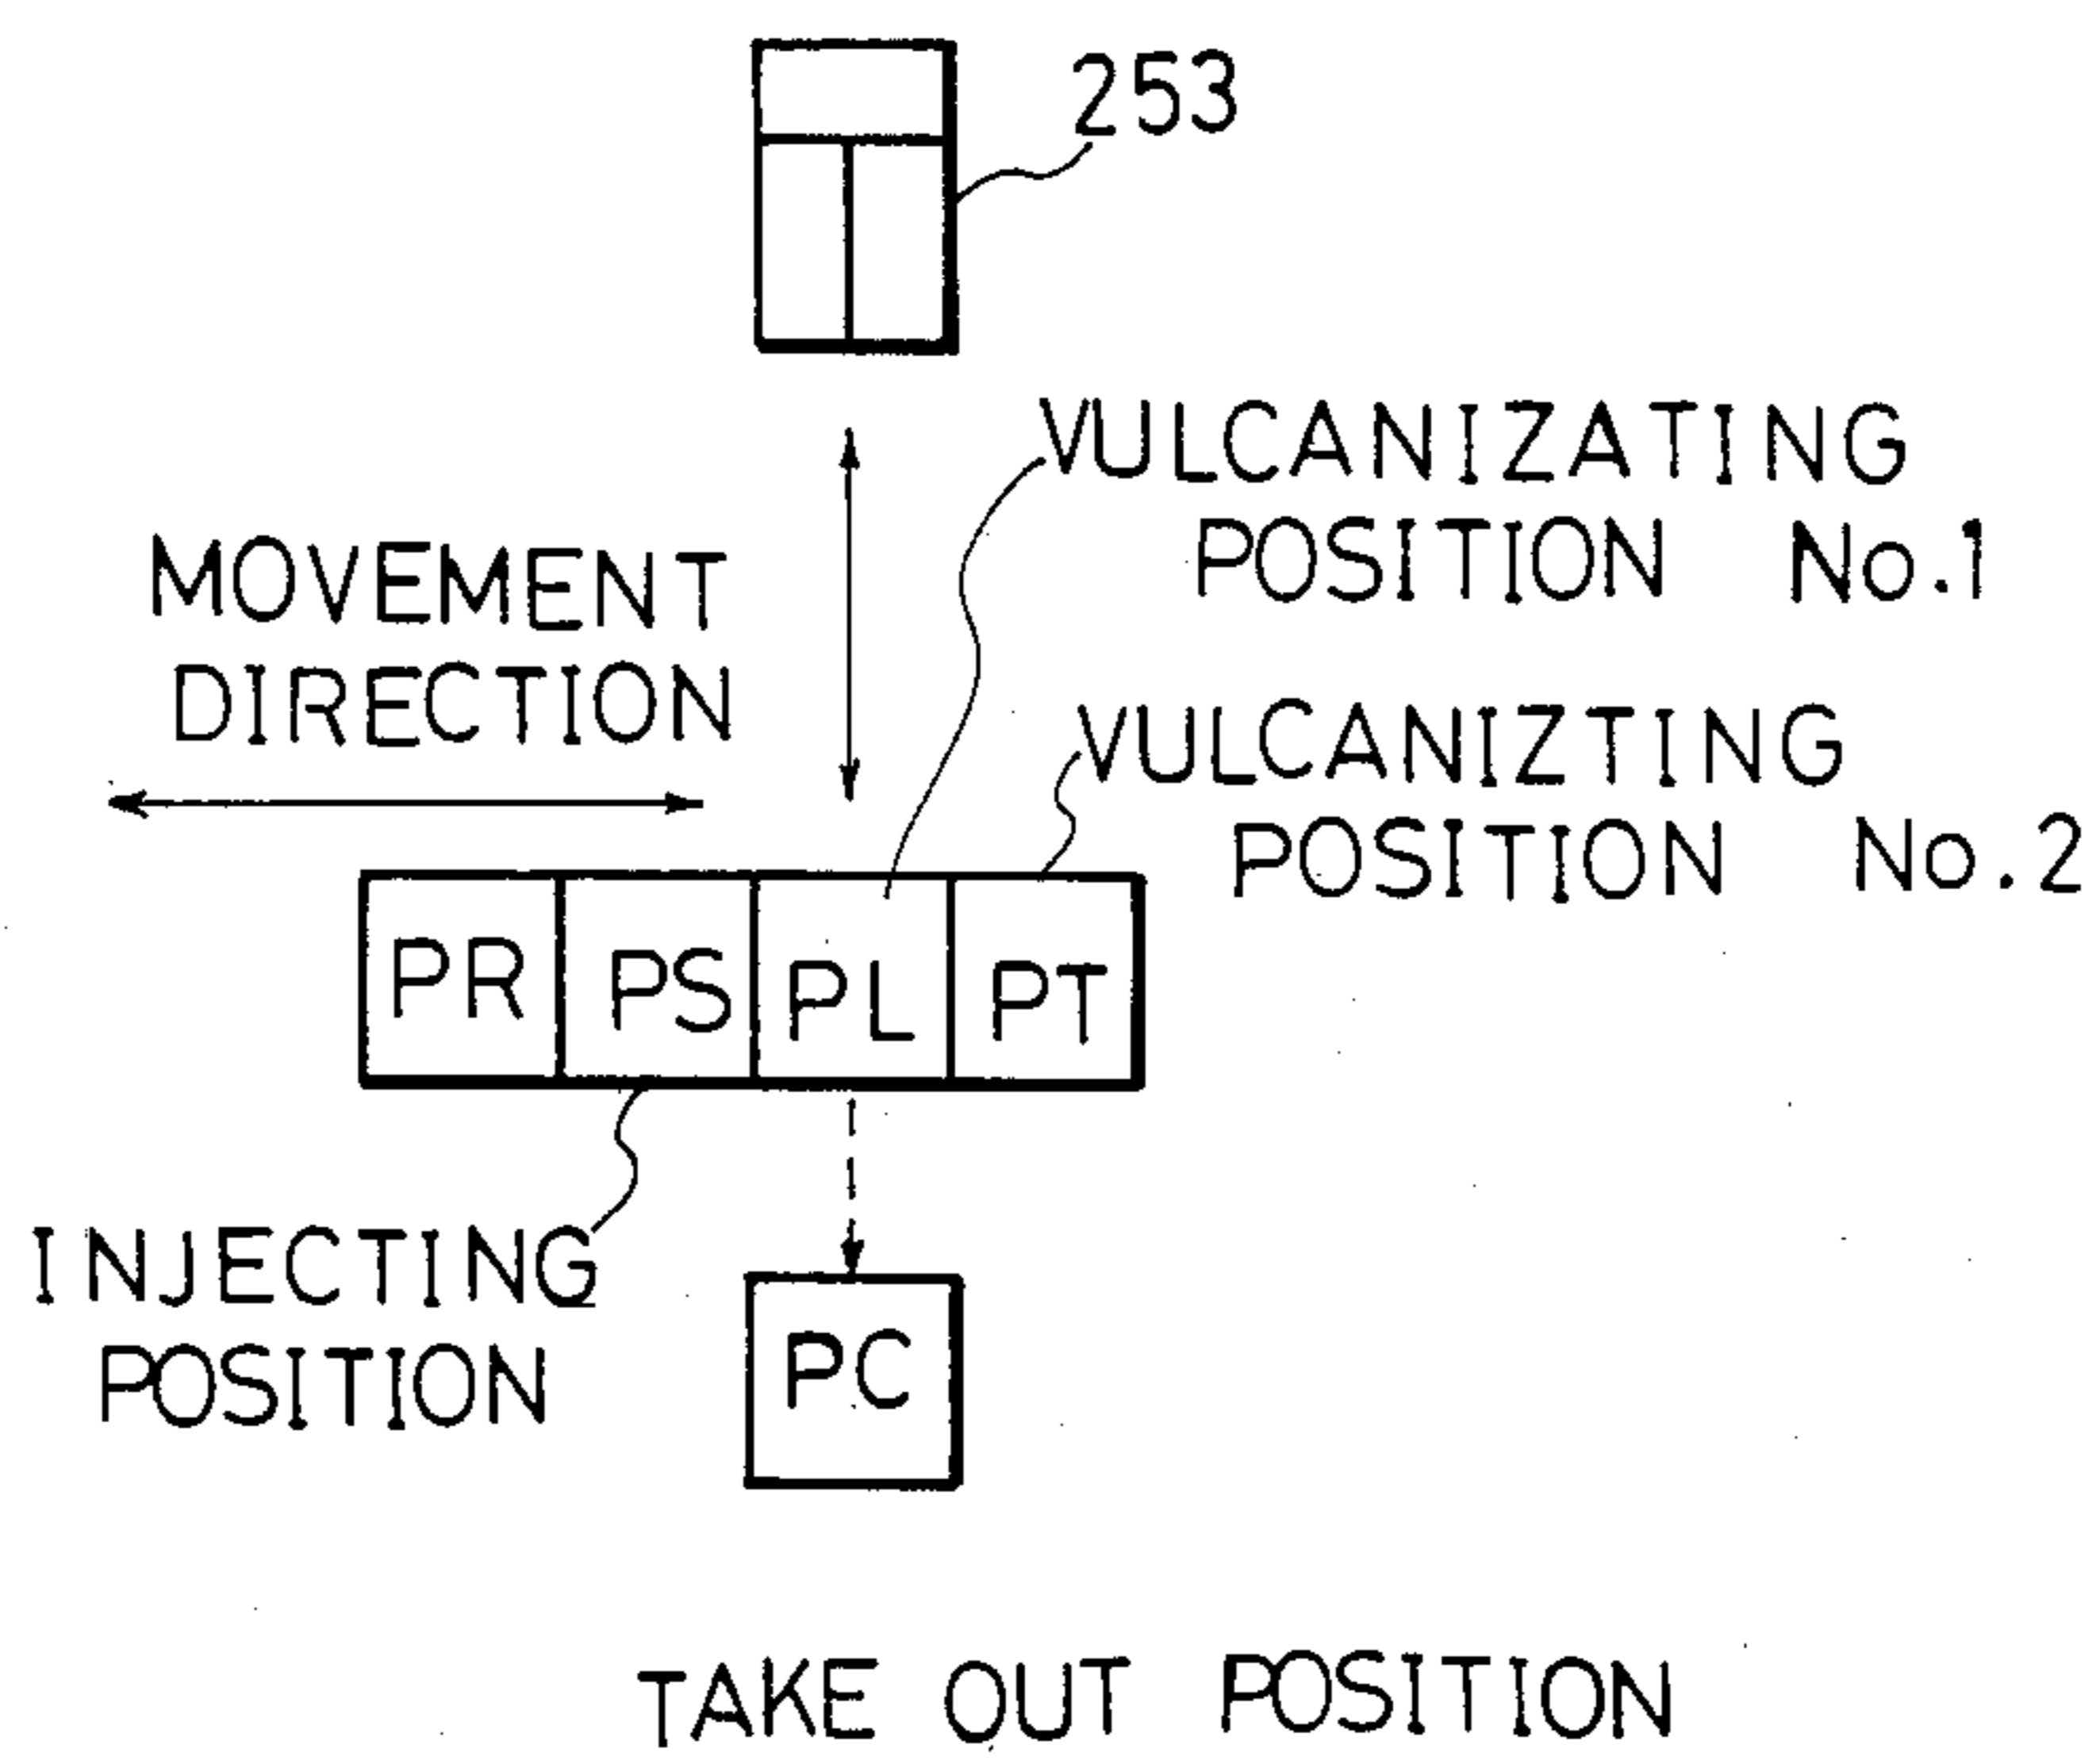 253
VULCANIZATING
POSITION No.1
MOVEMENT
DIRECTION
VULCANIZTING
POSITION No.2
PR PS PL PT
INJECTING
POSITION
PC
TAKE OUT POSITION